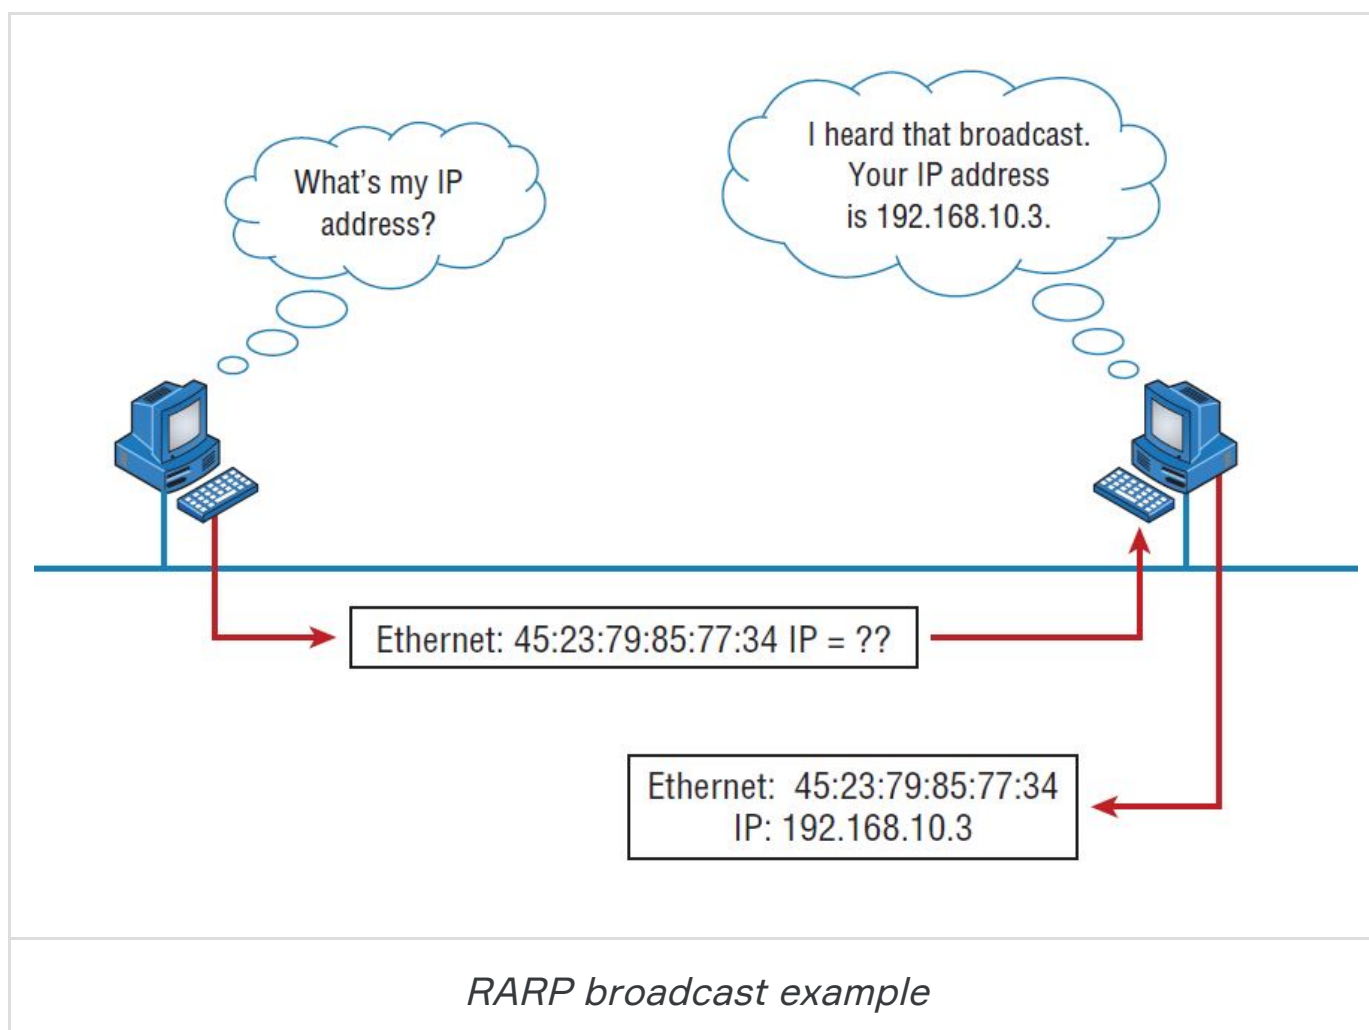 What's my IP
address?
I heard that broadcast.
Your IP address
is 192.168.10.3.
Ethernet: 45:23:79:85:77:34 IP = ??
Ethernet:  45:23:79:85:77:34
IP: 192.168.10.3
RARP broadcast example